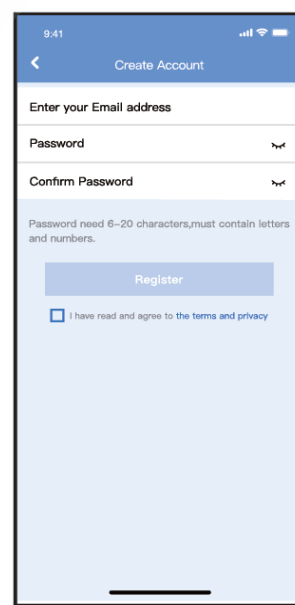 9:41
Create Account
Enter your Email address
Password
Confirm Password
Password need 6-20 characters,must contain letters
and numbers.
Register
I have read and agree to the terms and privacy